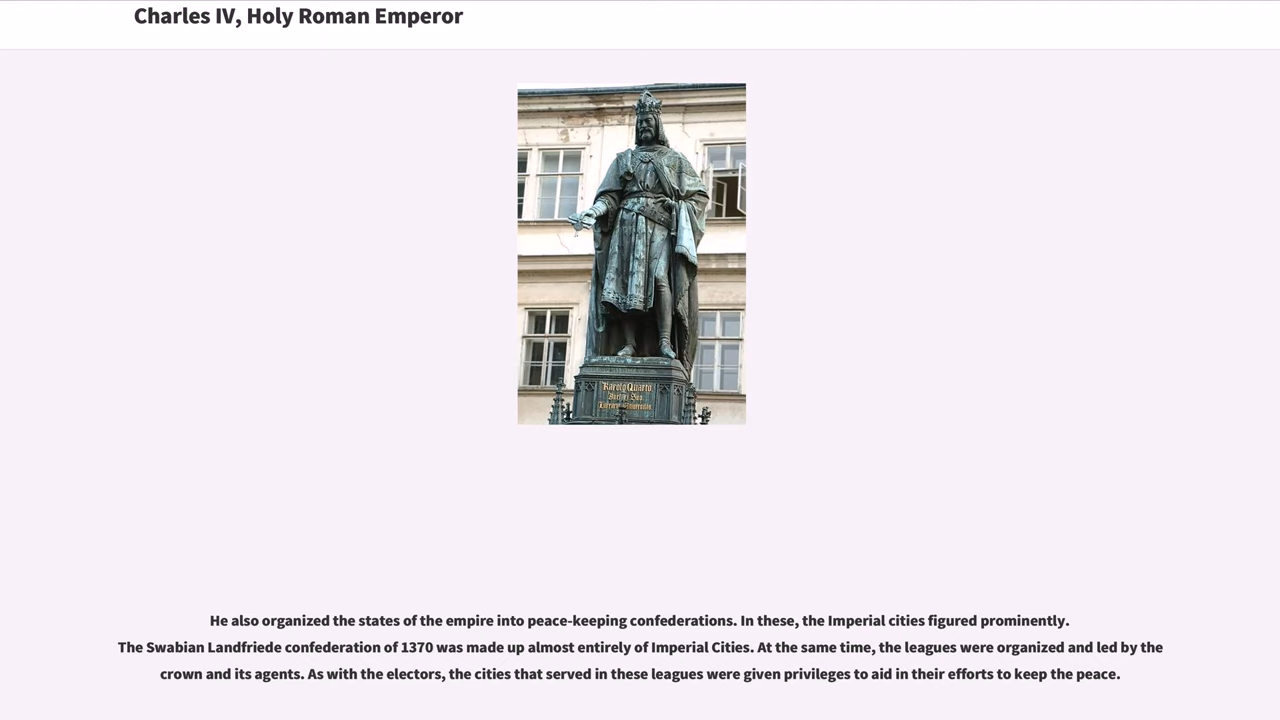 Charles IV, Holy Roman Emperor
Karolo Quarto
He also organized the states of the empire into peace-keeping confederations. In these, the Imperial cities figured prominently.
The Swabian Landfriede confederation of 1370 was made up almost entirely of Imperial Cities. At the same time, the leagues were organized and led by the
crown and its agents. As with the electors, the cities that served in these leagues were given privileges to aid in their efforts to keep the peace.